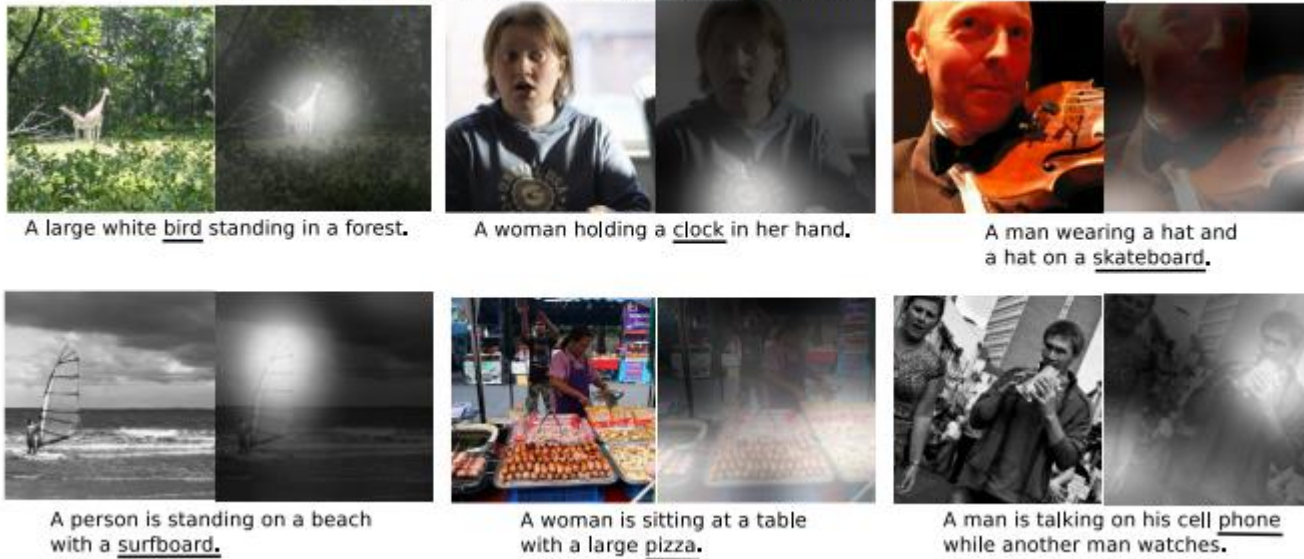 A large white bird standing in a forest.
A woman holding a clock in her hand.
A man wearing a hat and
a hat on a skateboard.
A person is standing on a beach
with a surfboard.
A woman is sitting at a table
with a large pizza.
A man is talking on his cell phone
while another man watches.